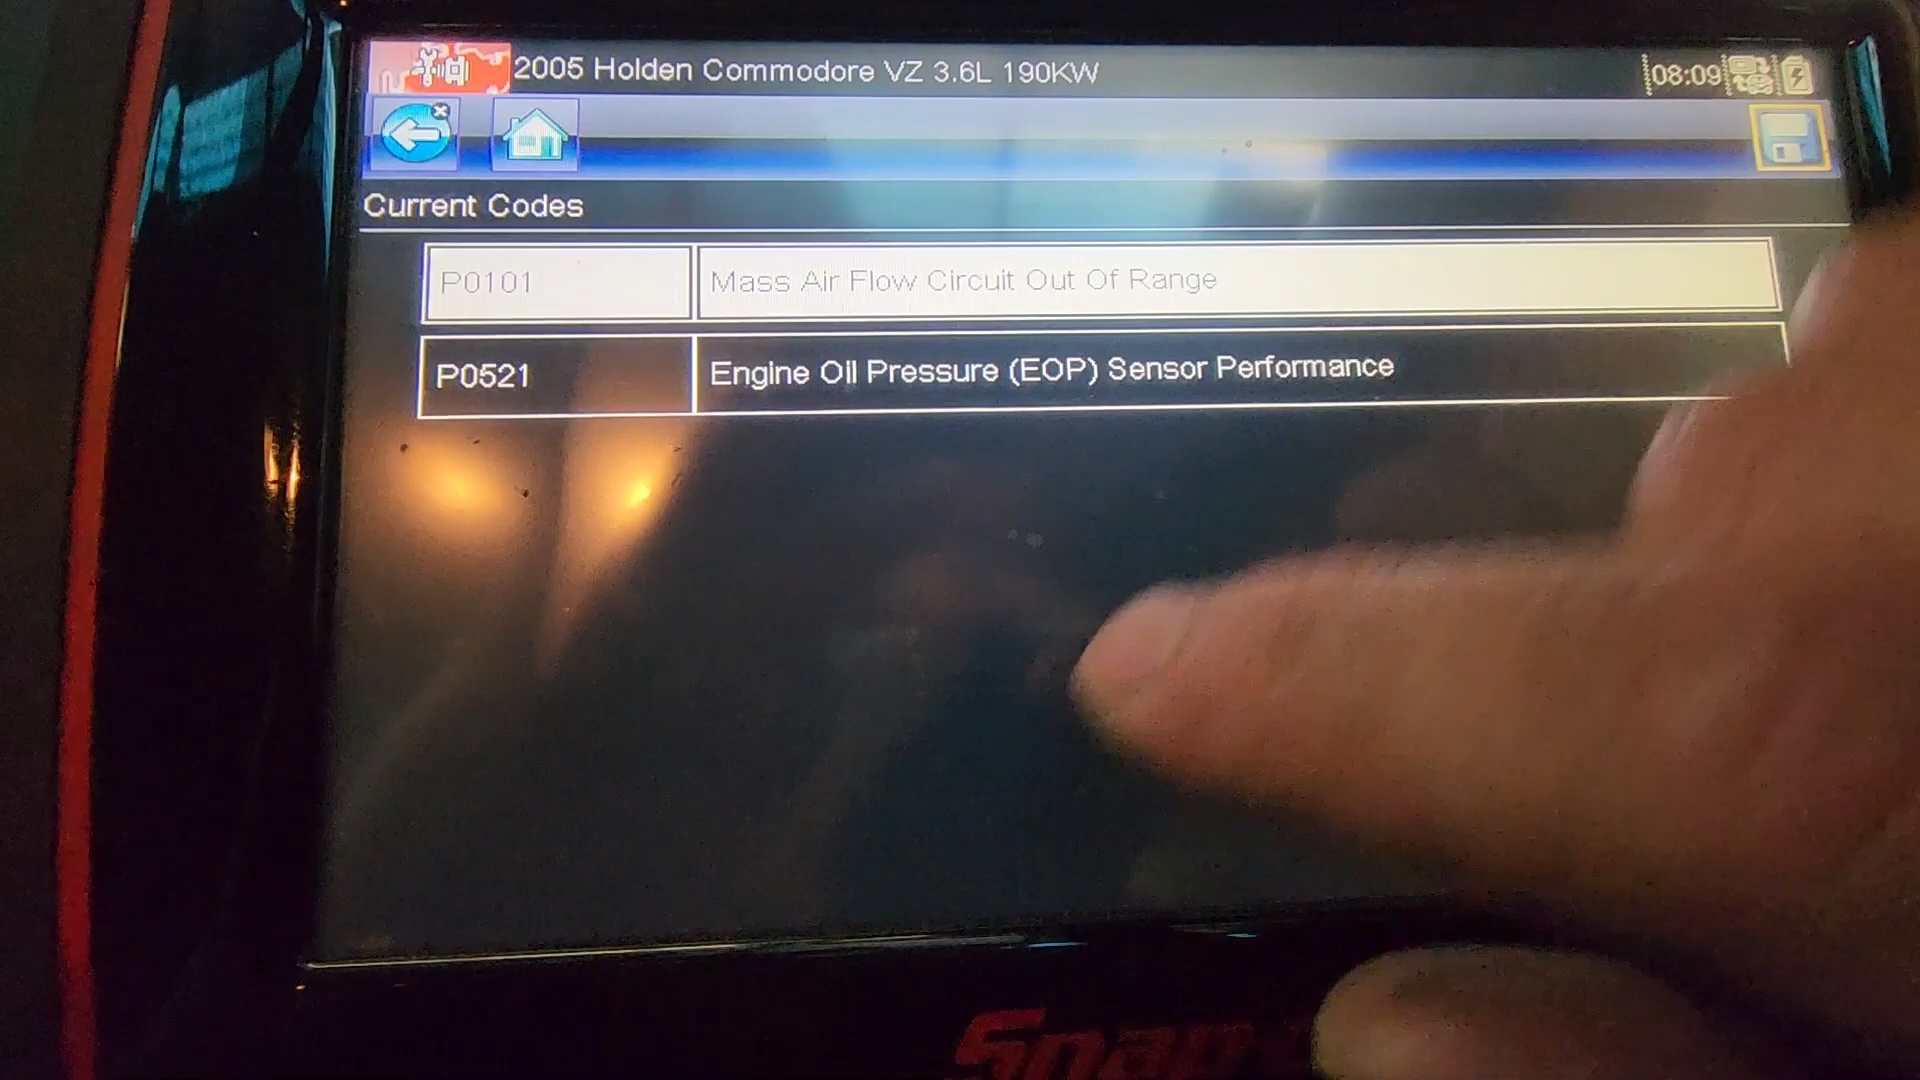 2005 Holden Commodore VZ 3.6L 190KW
08:09
Current Codes
P0101 Mass Air Flow Circuit Out Of Range
P0521 Engine Oil Pressure (EOP) Sensor Performance
Snap